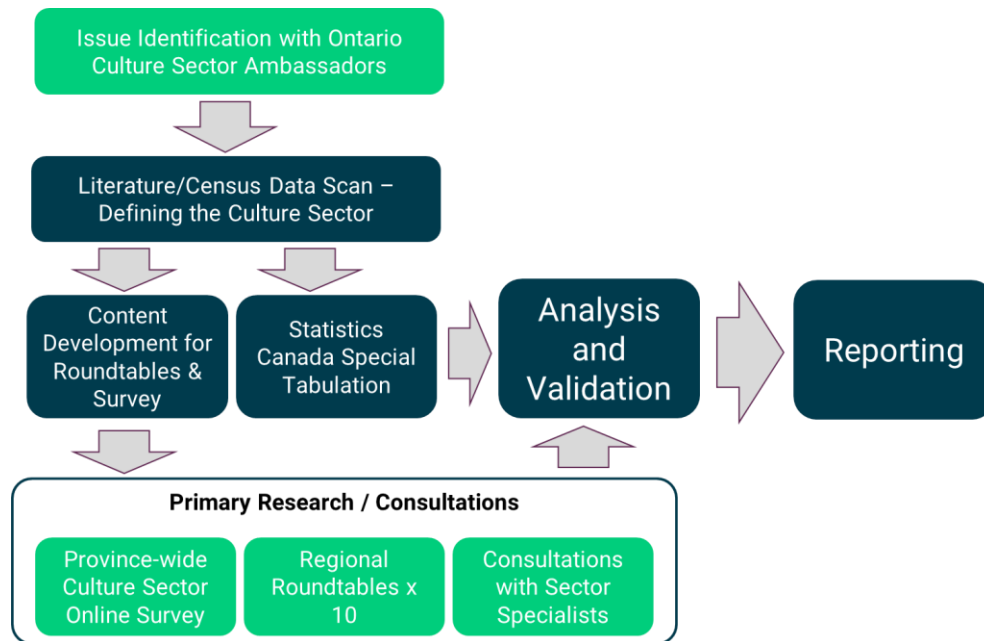 Issue Identification with Ontario
Culture Sector Ambassadors
Literature/Census Data Scan –
Defining the Culture Sector
Content
Development for
Roundtables &
Survey
Statistics
Canada Special
Tabulation
Analysis
and
Validation
Reporting
Primary Research / Consultations
Province-wide
Culture Sector
Online Survey
Regional
Roundtables x
10
Consultations
with Sector
Specialists